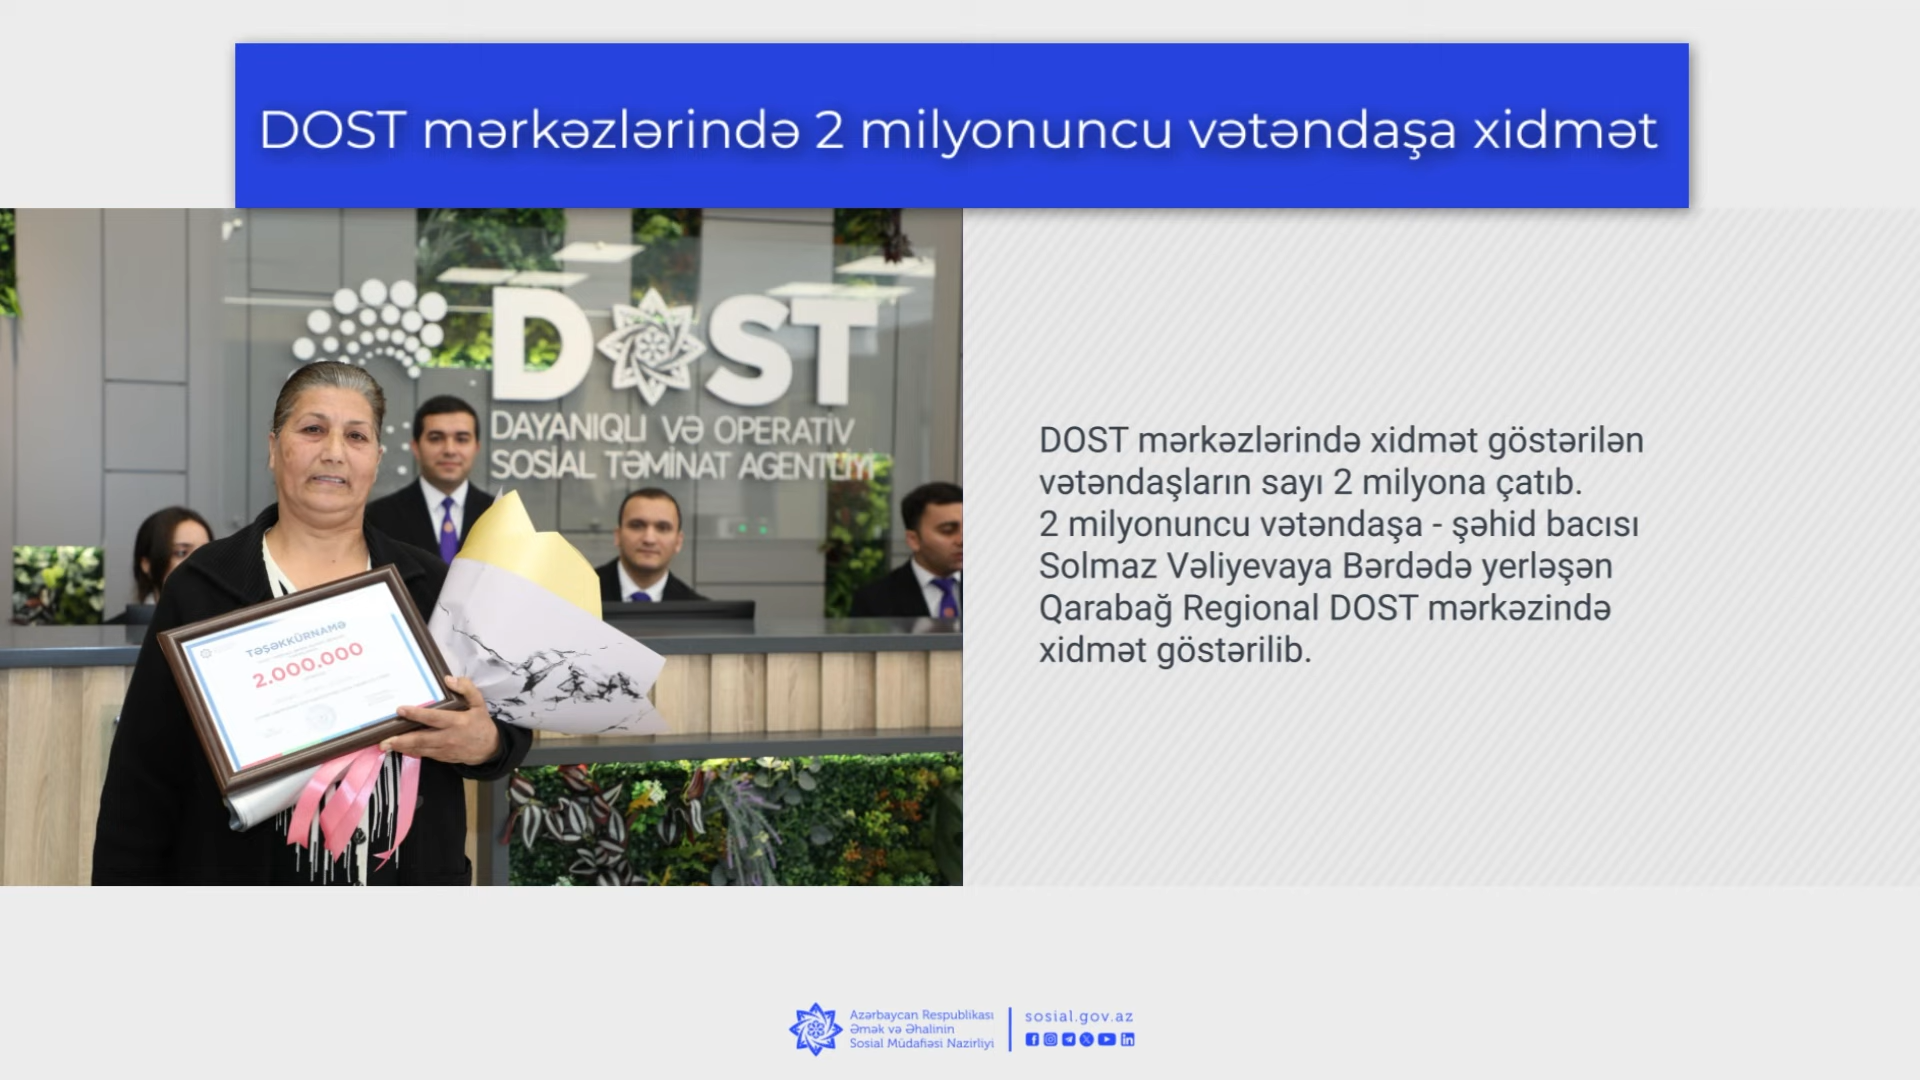 DOST mərkəzlərində 2 milyonuncu vətəndaşa xidmət
DOST
DAYANIQLI VƏ OPERATİV
SOSİAL TƏMİNAT AGENTLİYİ
TƏŞƏKKÜRNAMƏ
2.000.000
DOST mərkəzlərində xidmət göstərilən
vətəndaşların sayı 2 milyona çatıb.
2 milyonuncu vətəndaşa - şəhid bacısı
Solmaz Vəliyevaya Bərdədə yerləşən
Qarabağ Regional DOST mərkəzində
xidmət göstərilib.
Azərbaycan Respublikası
Əmək və Əhalinin
Sosial Müdafiəsi Nazirliyi
sosial.gov.az